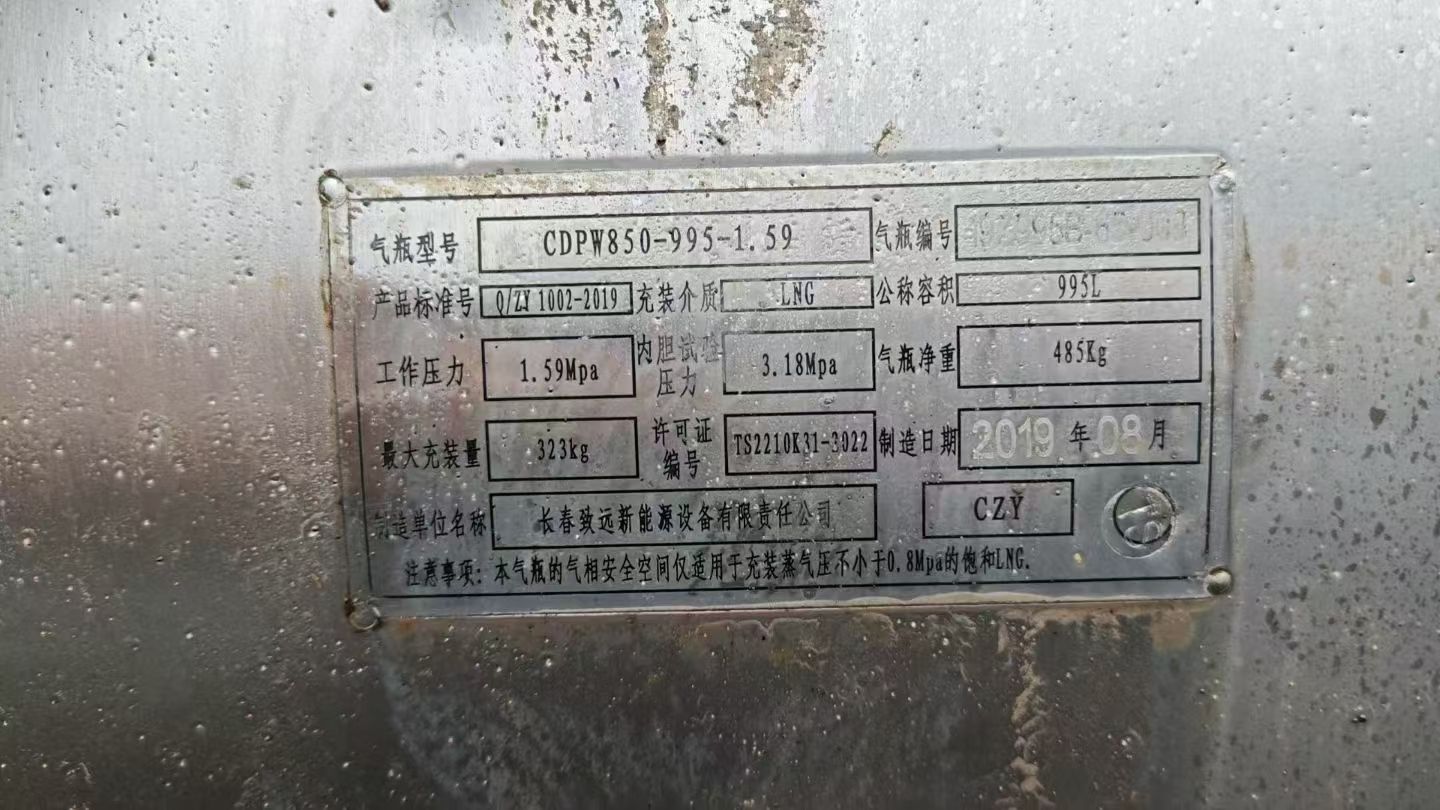 气瓶型号 CDPW850-995-1.59 气瓶编号
产品标准号 Q/ZY 1002-2019 充装介质 LNG 公称容积 995L
工作压力 1.59Mpa 内胆试验压力 3.18Mpa 气瓶净重 485Kg
最大充装量 323kg 许可证编号 TS2210K31-3022 制造日期 2019 年 08 月
制造单位名称 长春致远新能源设备有限责任公司 CZY
注意事项: 本气瓶的气相安全空间仅适用于充装蒸气压不小于0.8Mpa的饱和LNG.